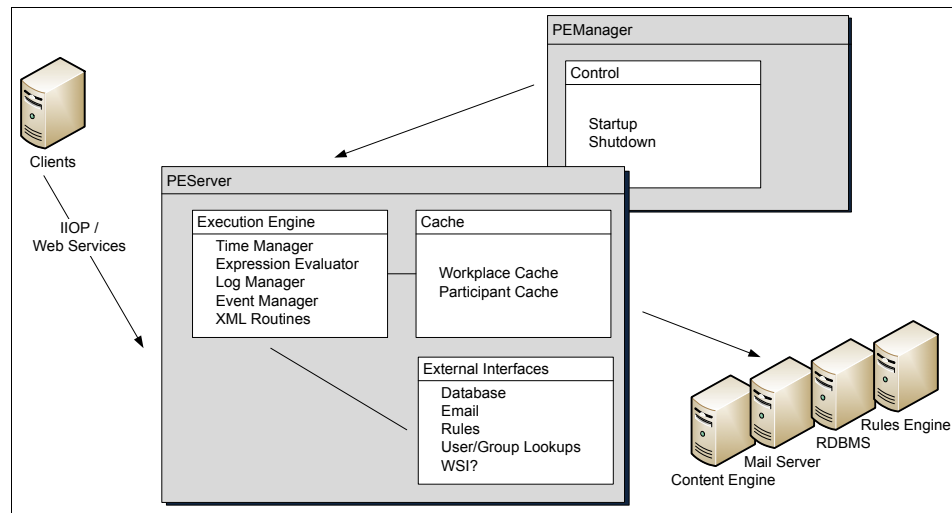 PEManager
Control
Startup
Shutdown
Clients
IIOP /
Web Services
PEServer
Execution Engine
Time Manager
Expression Evaluator
Log Manager
Event Manager
XML Routines
Cache
Workplace Cache
Participant Cache
External Interfaces
Database
Email
Rules
User/Group Lookups
WSI?
Rules Engine
RDBMS
Mail Server
Content Engine